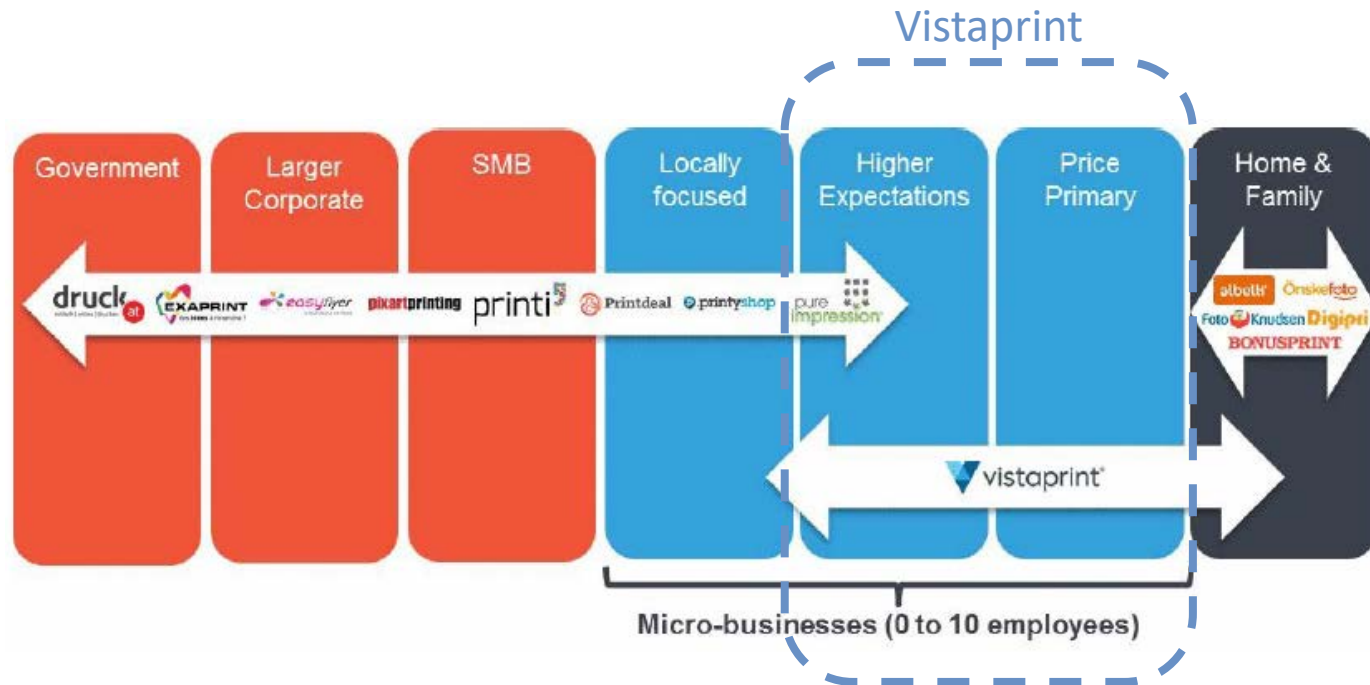 Vistaprint
Government
Larger
Corporate
SMB
Locally
focused
Higher
Expectations
Price
Primary
Home &
Family
druck
at
EXAPRINT
easyflyer
pixartprinting
printi
Printdeal
printyshop
pure
impression
albelli
Önskefoto
Foto Knudsen Digipri
BONUSPRINT
vistaprint
Micro-businesses (0 to 10 employees)